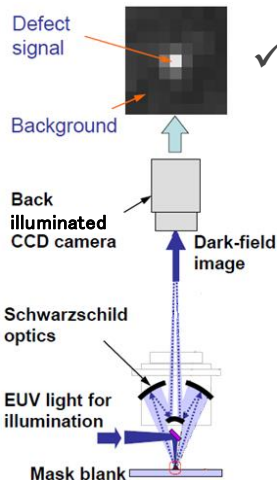 Defect
signal
Background
Back
illuminated
CCD camera
Dark-field
image
Schwarzschild
optics
EUV light for
illumination
Mask blank